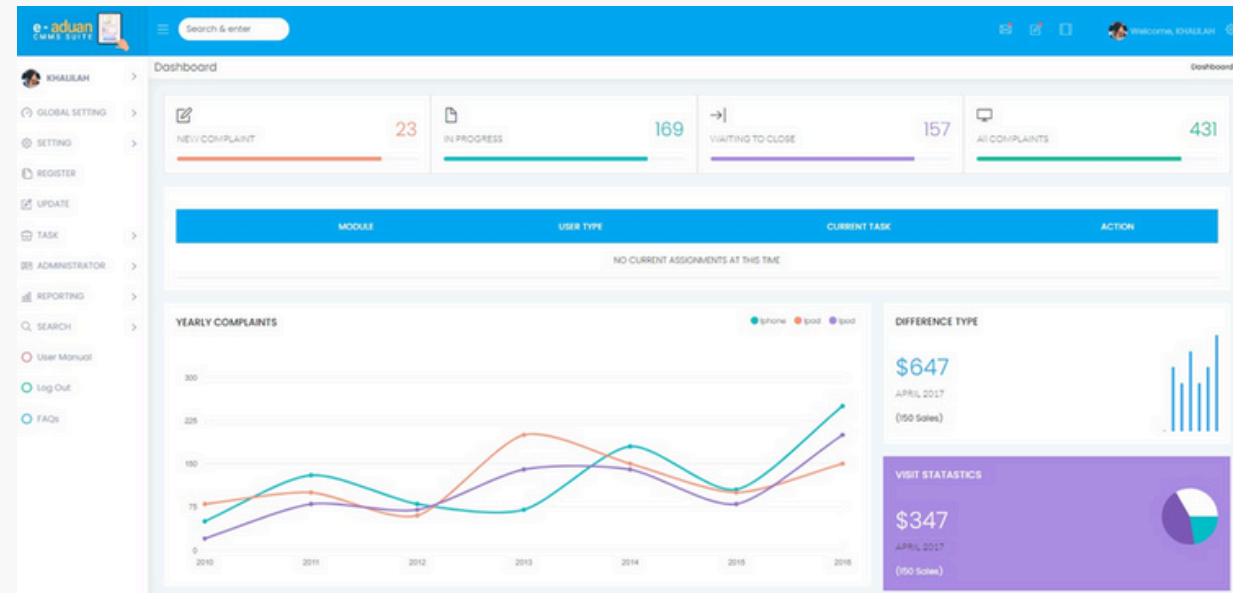 e-aduan
CMMS SUITE
Search & enter
Welcome, KHALILAH
KHALILAH
GLOBAL SETTING
SETTING
REGISTER
UPDATE
TASK
ADMINISTRATOR
REPORTING
SEARCH
User Manual
Log Out
FAQs
Dashboard
Dashboard
NEW COMPLAINT
23
IN PROGRESS
169
WAITING TO CLOSE
157
All COMPLAINTS
431
MODULE USER TYPE CURRENT TASK ACTION
NO CURRENT ASSIGNMENTS AT THIS TIME
YEARLY COMPLAINTS
Iphone Ipad Ipod
300
225
150
75
0
2010 2011 2012 2013 2014 2015 2016
DIFFERENCE TYPE
$647
APRIL 2017
(150 Sales)
VISIT STATASTICS
$347
APRIL 2017
(150 Sales)